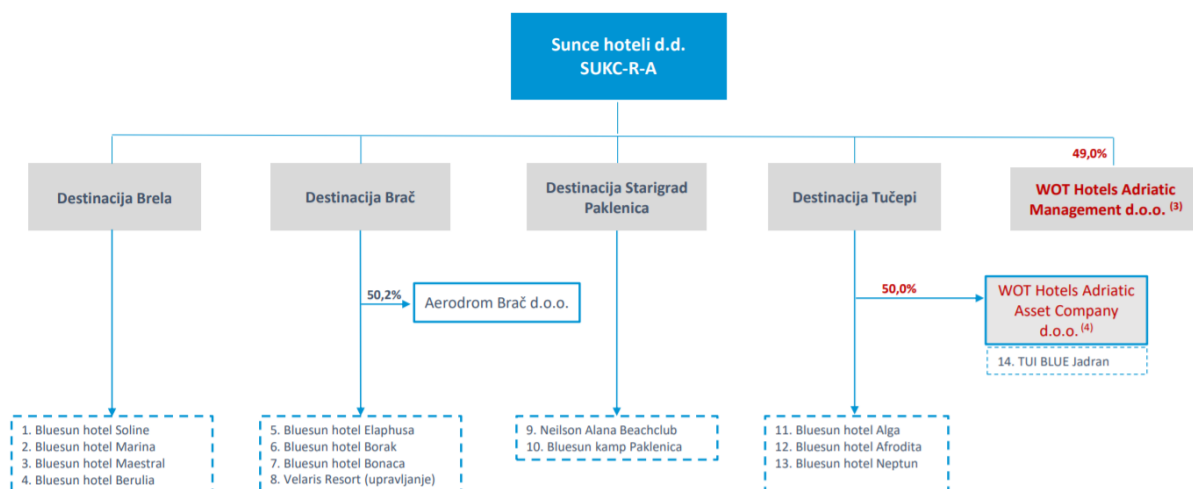 Sunce hoteli d.d.
SUKC-R-A
49,0%
Destinacija Brela
Destinacija Brač
Destinacija Starigrad
Paklenica
Destinacija Tučepi
WOT Hotels Adriatic
Management d.o.o. (3)
50,2%
Aerodrom Brač d.o.o.
50,0%
WOT Hotels Adriatic
Asset Company
d.o.o. (4)
14. TUI BLUE Jadran
1. Bluesun hotel Soline
2. Bluesun hotel Marina
3. Bluesun hotel Maestral
4. Bluesun hotel Berulia
5. Bluesun hotel Elaphusa
6. Bluesun hotel Borak
7. Bluesun hotel Bonaca
8. Velaris Resort (upravljanje)
9. Neilson Alana Beachclub
10. Bluesun kamp Paklenica
11. Bluesun hotel Alga
12. Bluesun hotel Afrodita
13. Bluesun hotel Neptun